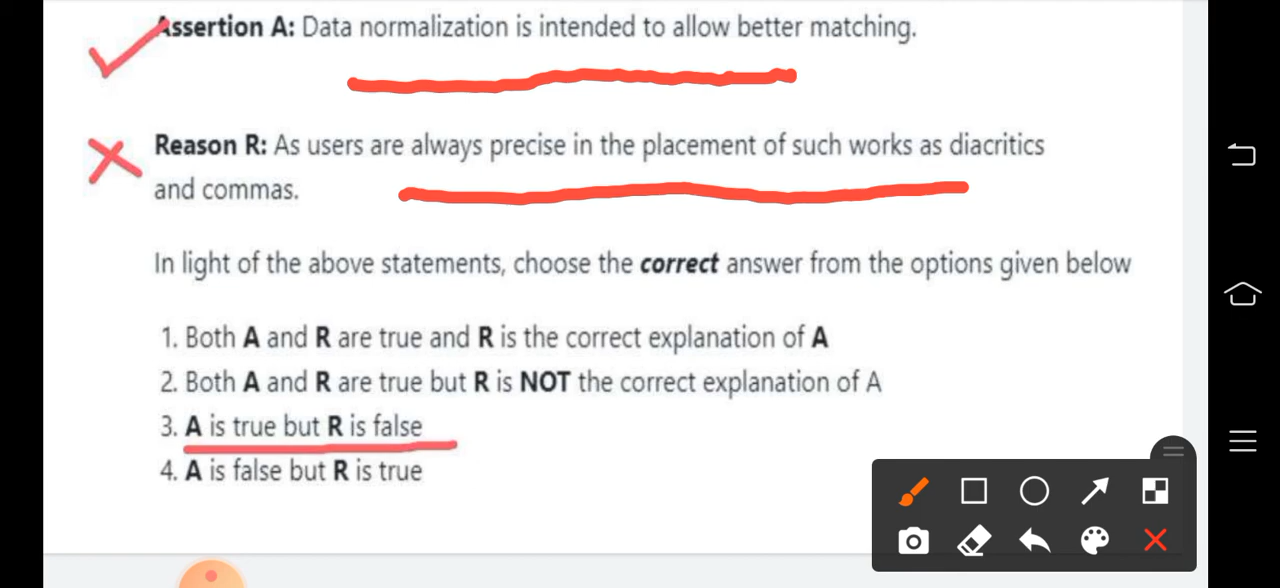 Assertion A: Data normalization is intended to allow better matching.
Reason R: As users are always precise in the placement of such works as diacritics
and commas.
In light of the above statements, choose the correct answer from the options given below
1. Both A and R are true and R is the correct explanation of A
2. Both A and R are true but R is NOT the correct explanation of A
3. A is true but R is false
4. A is false but R is true